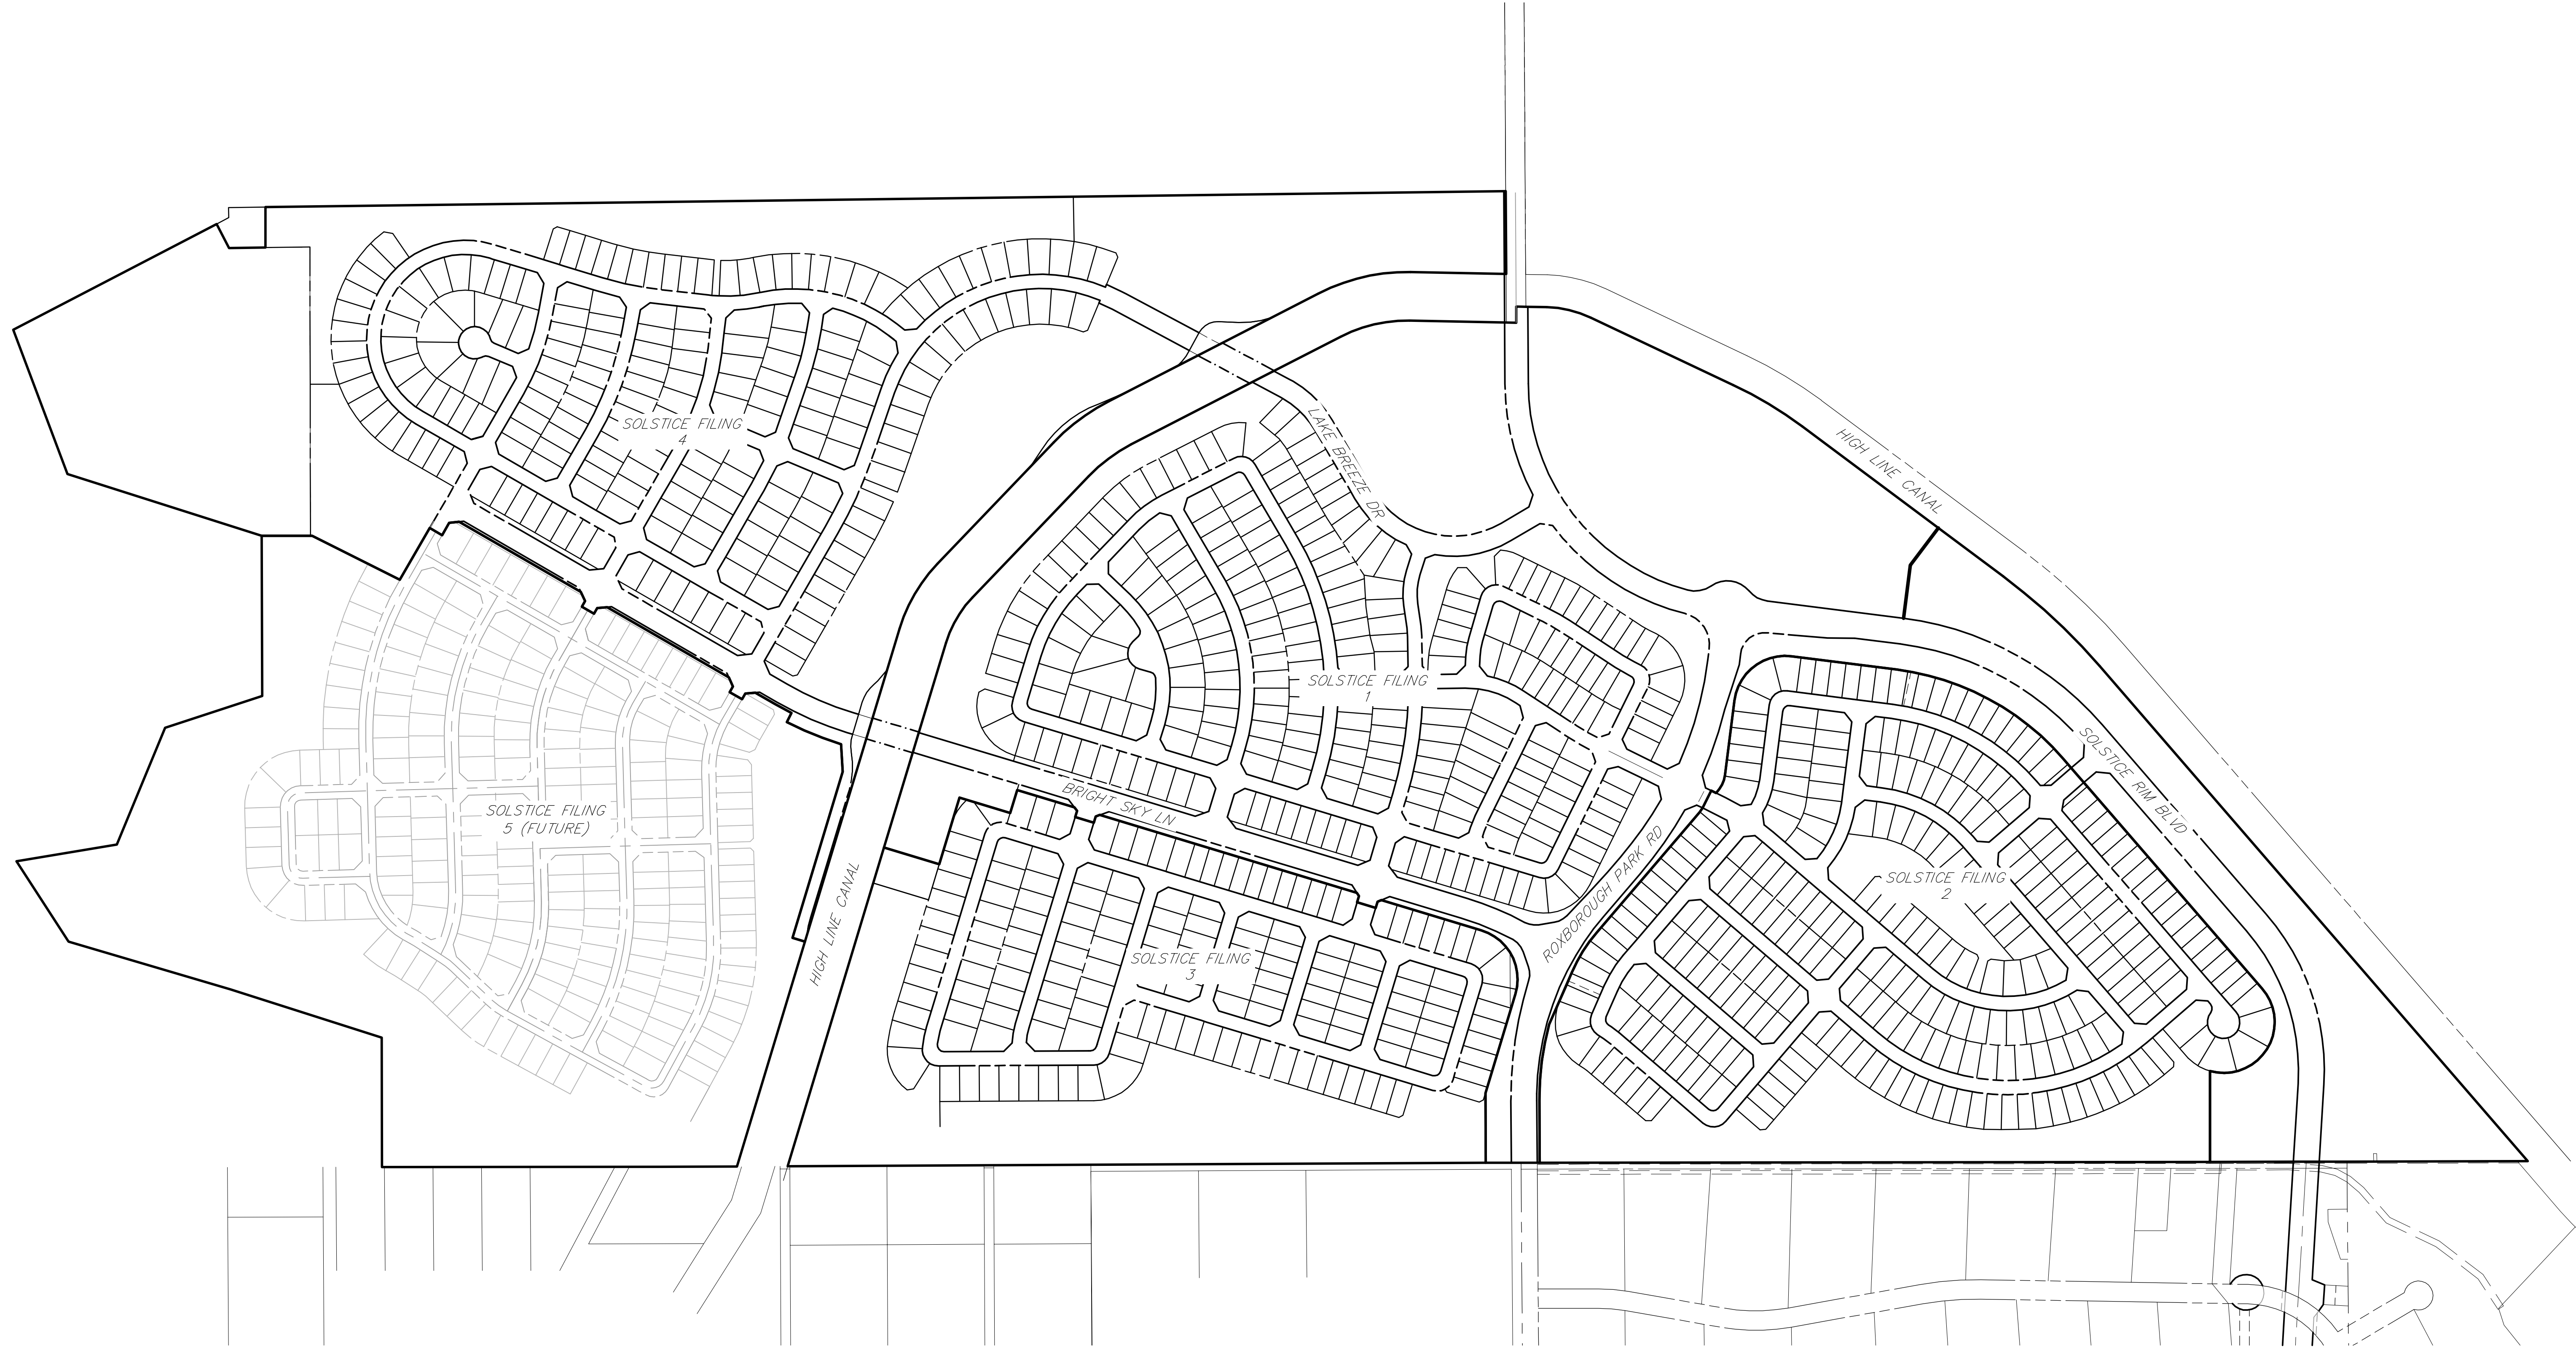 SOLSTICE FILING
4
LAKE BREEZE DR
HIGH LINE CANAL
SOLSTICE FILING
1
SOLSTICE RIM BLVD
BRIGHT SKY LN
SOLSTICE FILING
5 (FUTURE)
ROXBOROUGH PARK RD
SOLSTICE FILING
2
HIGH LINE CANAL
SOLSTICE FILING
3